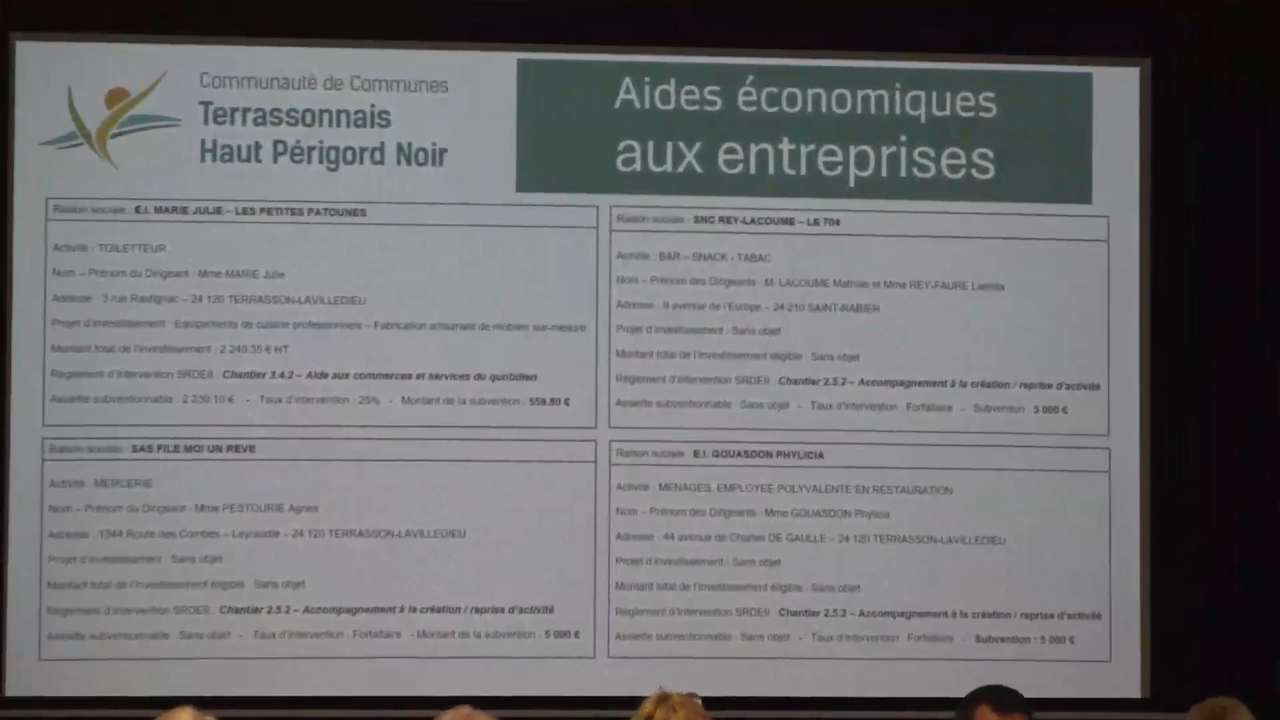 Communauté de Communes
Terrassonnais
Haut Périgord Noir
Aides économiques
aux entreprises
Raison sociale : E.I. MARIE JULIE – LES PETITES PATOUNES
Activité : TOILETTEUR
Nom – Prénom du Dirigeant : Mme MARIE Julie
Adresse : 3 rue Rastignac – 24 120 TERRASSON-LAVILLEDIEU
Projet d'investissement : Equipements de cuisine professionnels – Fabrication artisanale de mobilier sur-mesure
Montant total de l'investissement : 2 249.35 € HT
Règlement d'intervention SRDEII : Chantier 3.4.2 – Aide aux commerces et services du quotidien
Assiette subventionnable : 2 239.10 € - Taux d'intervention : 25% - Montant de la subvention : 559.80 €
Raison sociale : SNC REY-LACOUME – LE 704
Activité : BAR – SNACK - TABAC
Nom – Prénom des Dirigeants : M. LACOUME Mathias et Mme REY-FAURE Laetitia
Adresse : 9 avenue de l'Europe – 24 210 SAINT-RABIER
Projet d'investissement : Sans objet
Montant total de l'investissement éligible : Sans objet
Règlement d'intervention SRDEII : Chantier 2.5.2 – Accompagnement à la création / reprise d'activité
Assiette subventionnable : Sans objet - Taux d'intervention : Forfaitaire - Subvention : 5 000 €
Raison sociale : SAS FILE MOI UN RÊVE
Activité : MERCERIE
Nom – Prénom du Dirigeant : Mme PESTOURIE Agnès
Adresse : 1344 Route des Combes – Leyraudie – 24 120 TERRASSON-LAVILLEDIEU
Projet d'investissement : Sans objet
Montant total de l'investissement éligible : Sans objet
Règlement d'intervention SRDEII : Chantier 2.5.2 – Accompagnement à la création / reprise d'activité
Assiette subventionnable : Sans objet - Taux d'intervention : Forfaitaire - Montant de la subvention : 5 000 €
Raison sociale : E.I. GOUASDON PHYLICIA
Activité : MENAGES, EMPLOYEE POLYVALENTE EN RESTAURATION
Nom – Prénom des Dirigeants : Mme GOUASDON Phylicia
Adresse : 44 avenue de Charles DE GAULLE – 24 120 TERRASSON-LAVILLEDIEU
Projet d'investissement : Sans objet
Montant total de l'investissement éligible : Sans objet
Règlement d'intervention SRDEII : Chantier 2.5.2 – Accompagnement à la création / reprise d'activité
Assiette subventionnable : Sans objet - Taux d'intervention : Forfaitaire - Subvention : 5 000 €